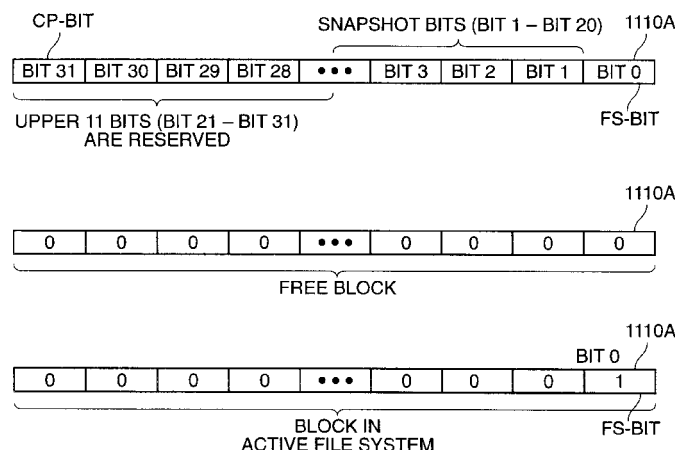 CP-BIT
SNAPSHOT BITS (BIT 1 – BIT 20)
1110A
BIT 31 BIT 30 BIT 29 BIT 28 ••• BIT 3 BIT 2 BIT 1 BIT 0
UPPER 11 BITS (BIT 21 – BIT 31)
ARE RESERVED
FS-BIT
1110A
0 0 0 0 ••• 0 0 0 0
FREE BLOCK
BIT 0
1110A
0 0 0 0 ••• 0 0 0 1
BLOCK IN
ACTIVE FILE SYSTEM
FS-BIT